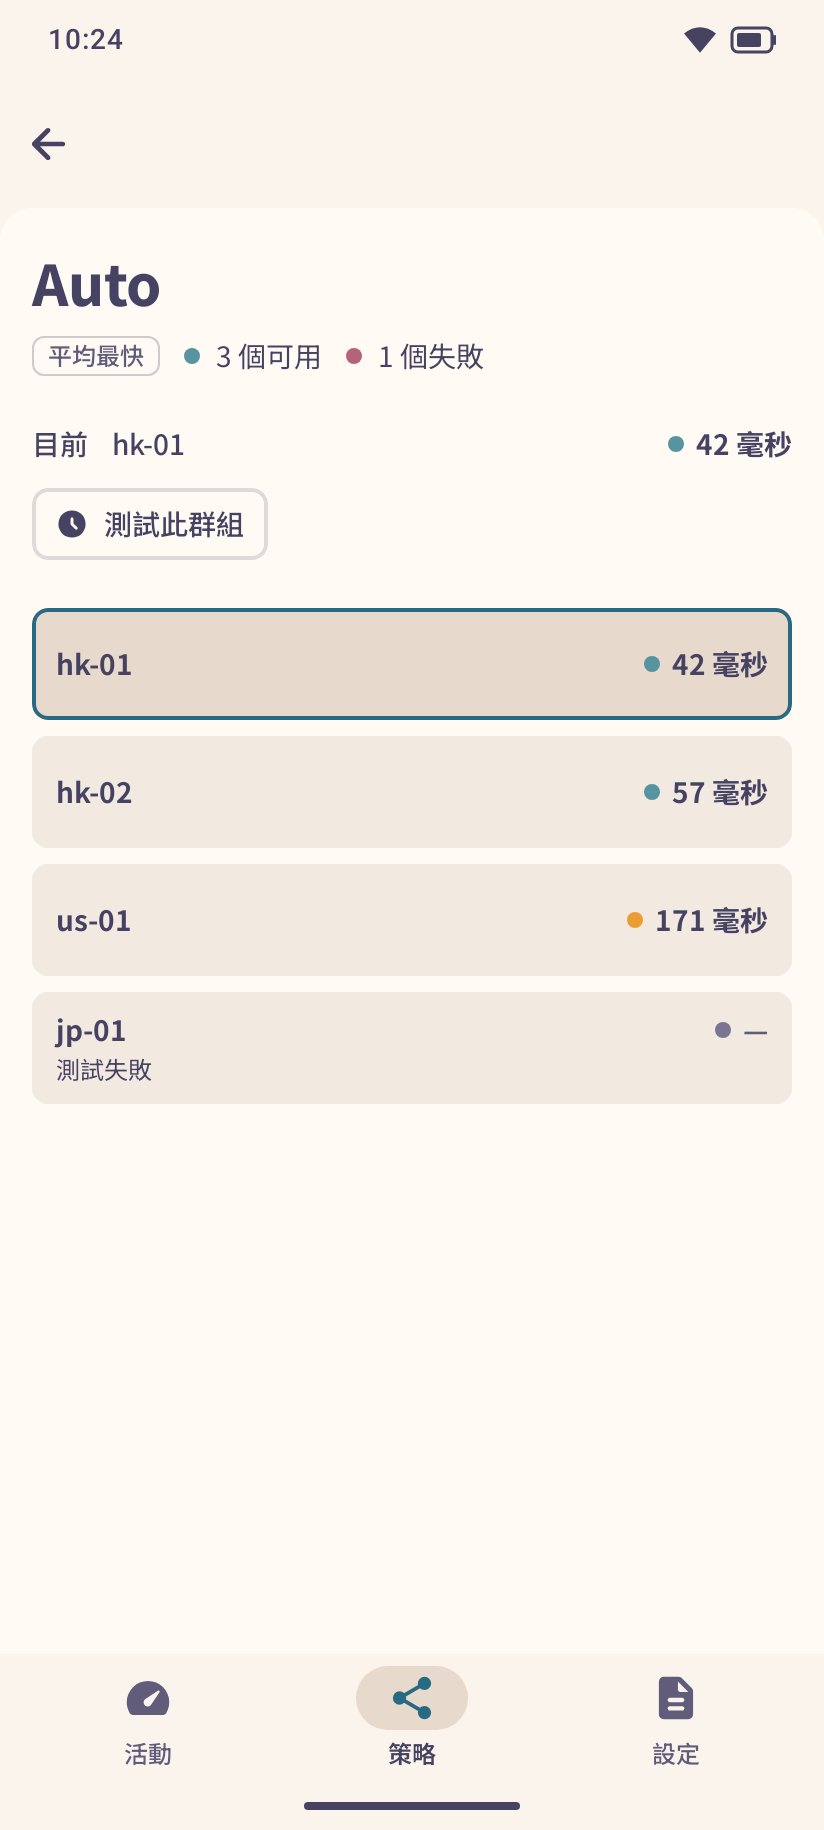 10:24
Auto
平均最快 3 個可用 1 個失敗
目前 hk-01 42 毫秒
測試此群組
hk-01 42 毫秒
hk-02 57 毫秒
us-01 171 毫秒
jp-01 —
測試失敗
活動 策略 設定